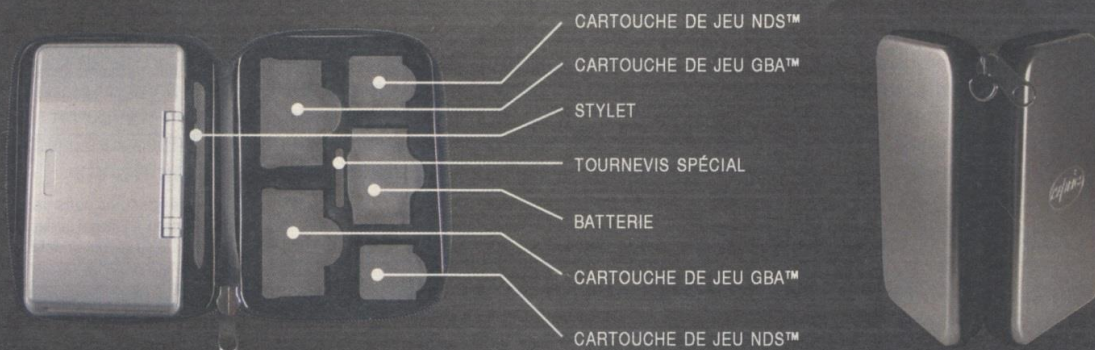 CARTOUCHE DE JEU NDS™
CARTOUCHE DE JEU GBA™
STYLET
TOURNEVIS SPÉCIAL
BATTERIE
CARTOUCHE DE JEU GBA™
CARTOUCHE DE JEU NDS™